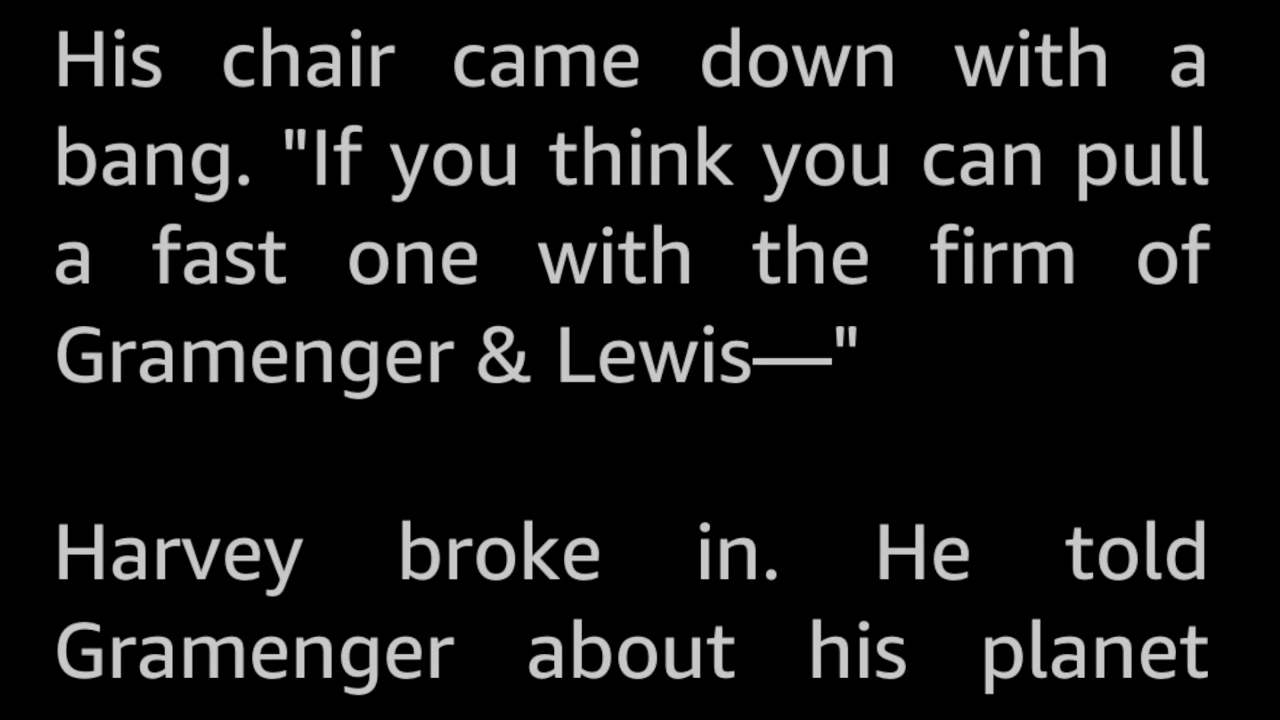 His chair came down with a
bang. "If you think you can pull
a fast one with the firm of
Gramenger & Lewis—"
Harvey broke in. He told
Gramenger about his planet